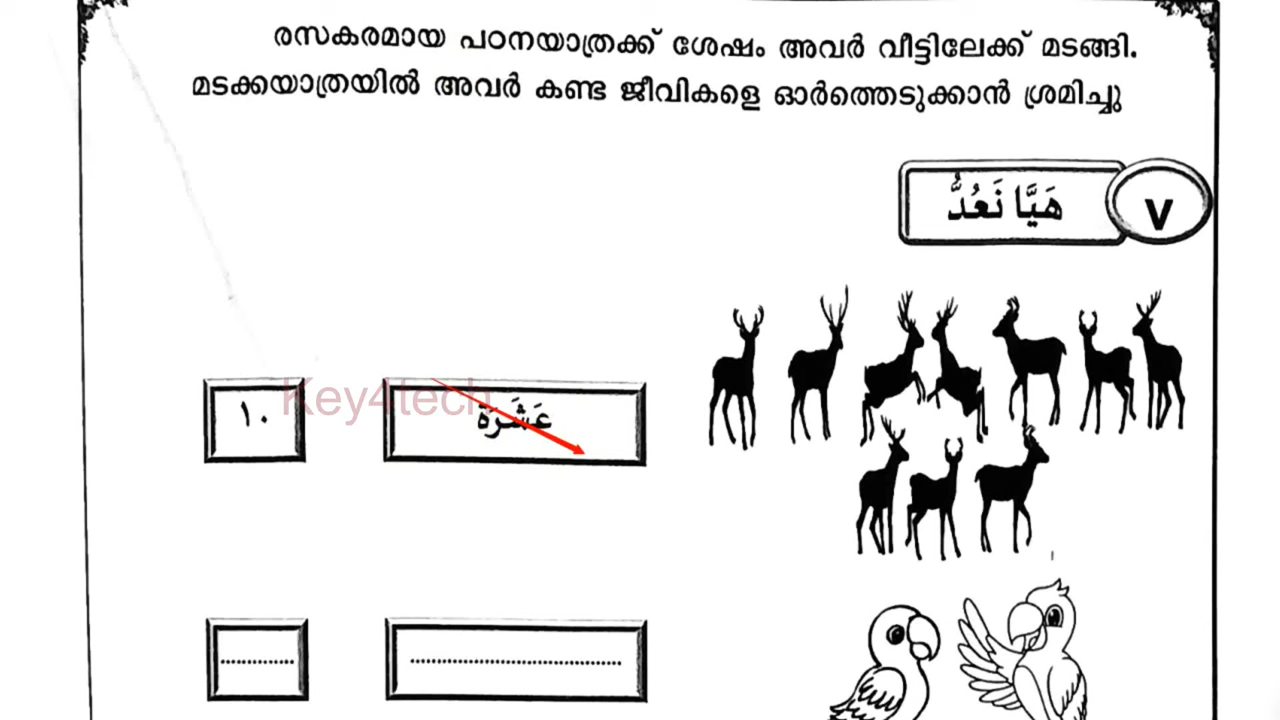 രസകരമായ പഠനയാത്രക്ക് ശേഷം അവർ വീട്ടിലേക്ക് മടങ്ങി.
മടക്കയാത്രയിൽ അവർ കണ്ട ജീവികളെ ഓർത്തെടുക്കാൻ ശ്രമിച്ചു
٧ هَيَّا نَعُدُّ
عَشَرَة ١٠
Key4tech